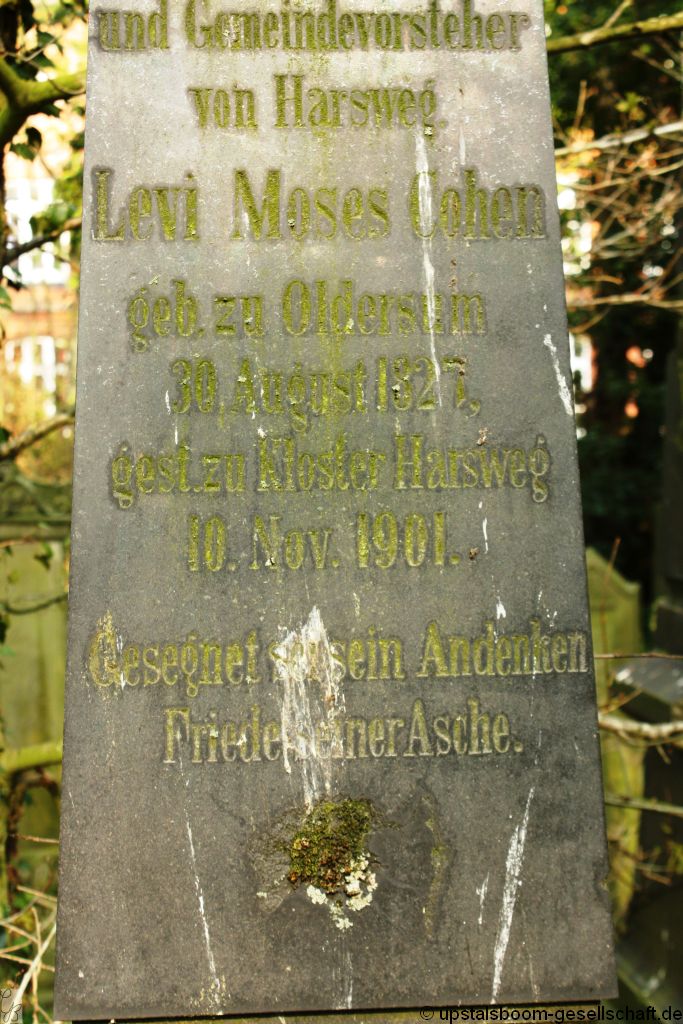 und Gemeindevorsteher
von Harsweg.
Levi Moses Cohen
geb. zu Oldersum
30. August 1827,
gest. zu Kloster Harsweg
10. Nov. 1901.
Gesegnet sei sein Andenken
Friede seiner Asche.
© upstalsboom-gesellschaft.de